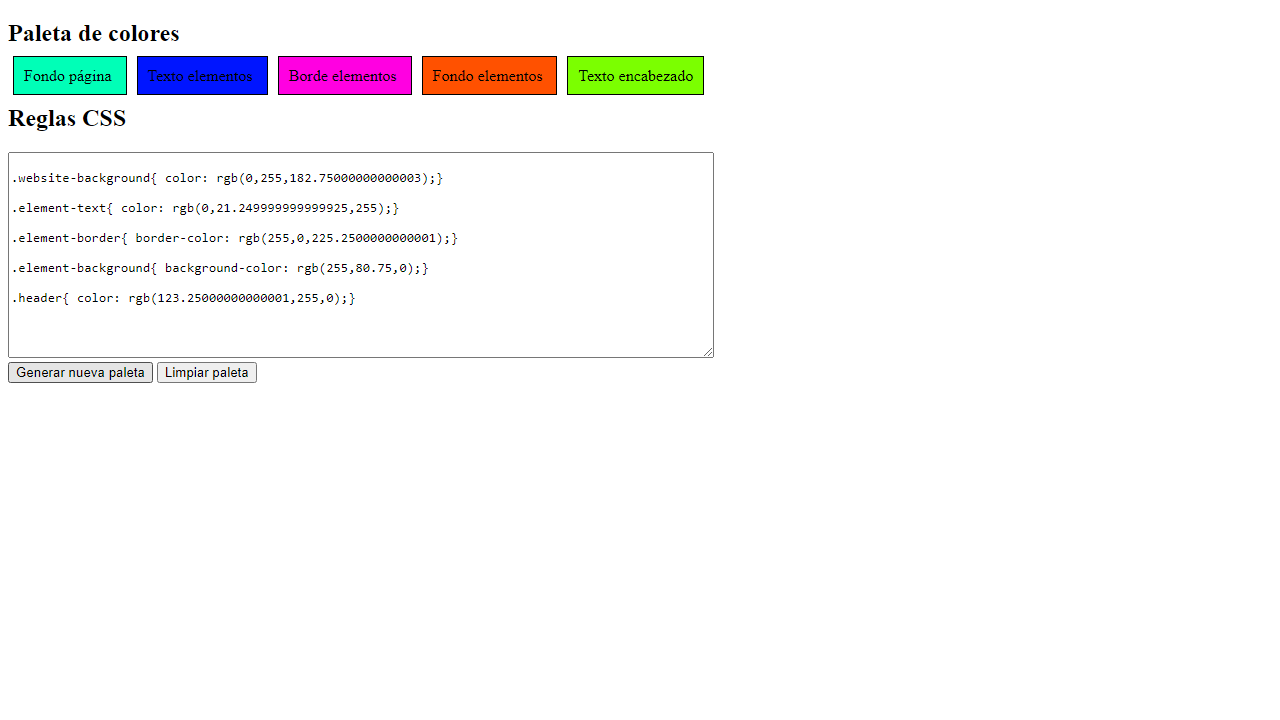 Paleta de colores
Fondo página Texto elementos Borde elementos Fondo elementos Texto encabezado
Reglas CSS
.website-background{ color: rgb(0,255,182.75000000000003);}
.element-text{ color: rgb(0,21.249999999999925,255);}
.element-border{ border-color: rgb(255,0,225.2500000000001);}
.element-background{ background-color: rgb(255,80.75,0);}
.header{ color: rgb(123.25000000000001,255,0);}
Generar nueva paleta Limpiar paleta